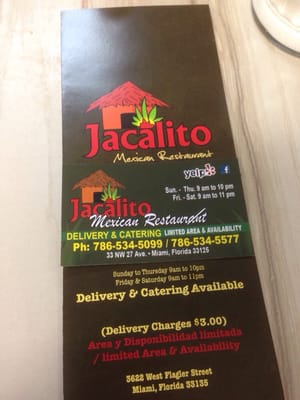 Jacalito
Mexican Restaurant
yelp f
Sun. - Thu. 9 am to 10 pm
Fri. - Sat. 9 am to 11 pm
Jacalito
Mexican Restaurant
DELIVERY & CATERING LIMITED AREA & AVAILABILITY
Ph: 786-534-5099 / 786-534-5577
33 NW 27 Ave. - Miami, Florida 33125
Sunday to Thursday 9am to 10pm
Friday & Saturday 9am to 11pm
Delivery & Catering Available
(Delivery Charges $3.00)
Area y Disponibilidad limitada
/ limited Area & Availability
3622 West Flagler Street
Miami, Florida 33135